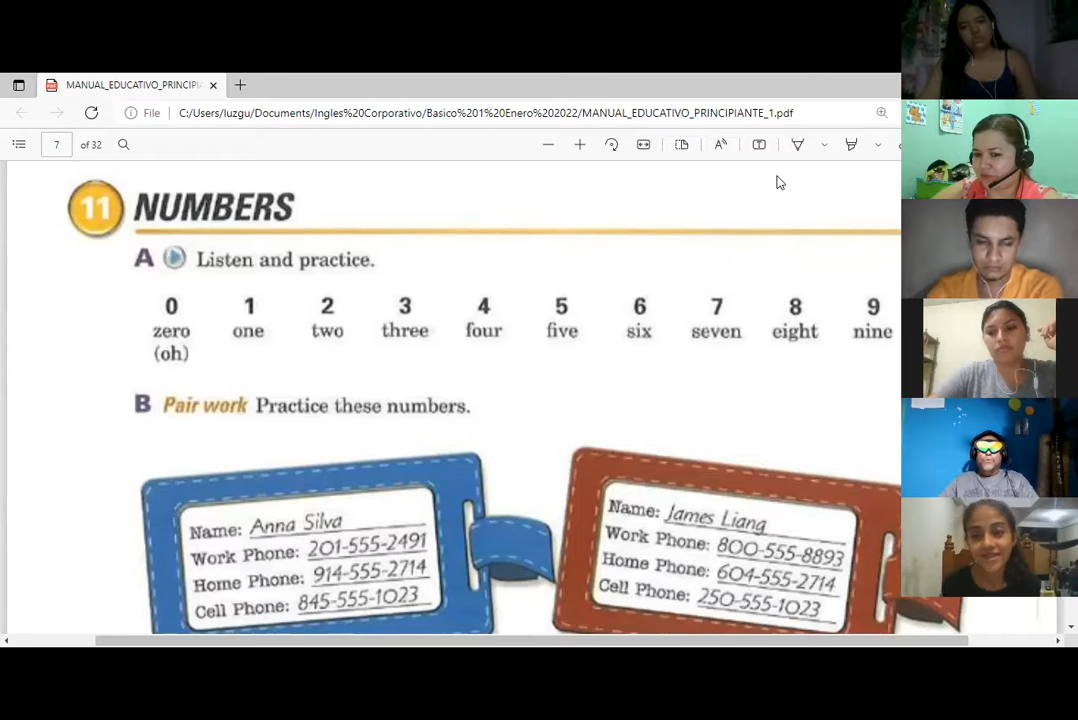 MANUAL_EDUCATIVO_PRINCIPI
File C:/Users/luzgu/Documents/Ingles%20Corporativo/Basico%201%20Enero%202022/MANUAL_EDUCATIVO_PRINCIPIANTE_1.pdf
7 of 32
11 NUMBERS
A Listen and practice.
0 1 2 3 4 5 6 7 8 9
zero one two three four five six seven eight nine
(oh)
B Pair work Practice these numbers.
Name: Anna Silva
Work Phone: 201-555-2491
Home Phone: 914-555-2714
Cell Phone: 845-555-1023
Name: James Liang
Work Phone: 800-555-8893
Home Phone: 604-555-2714
Cell Phone: 250-555-1023